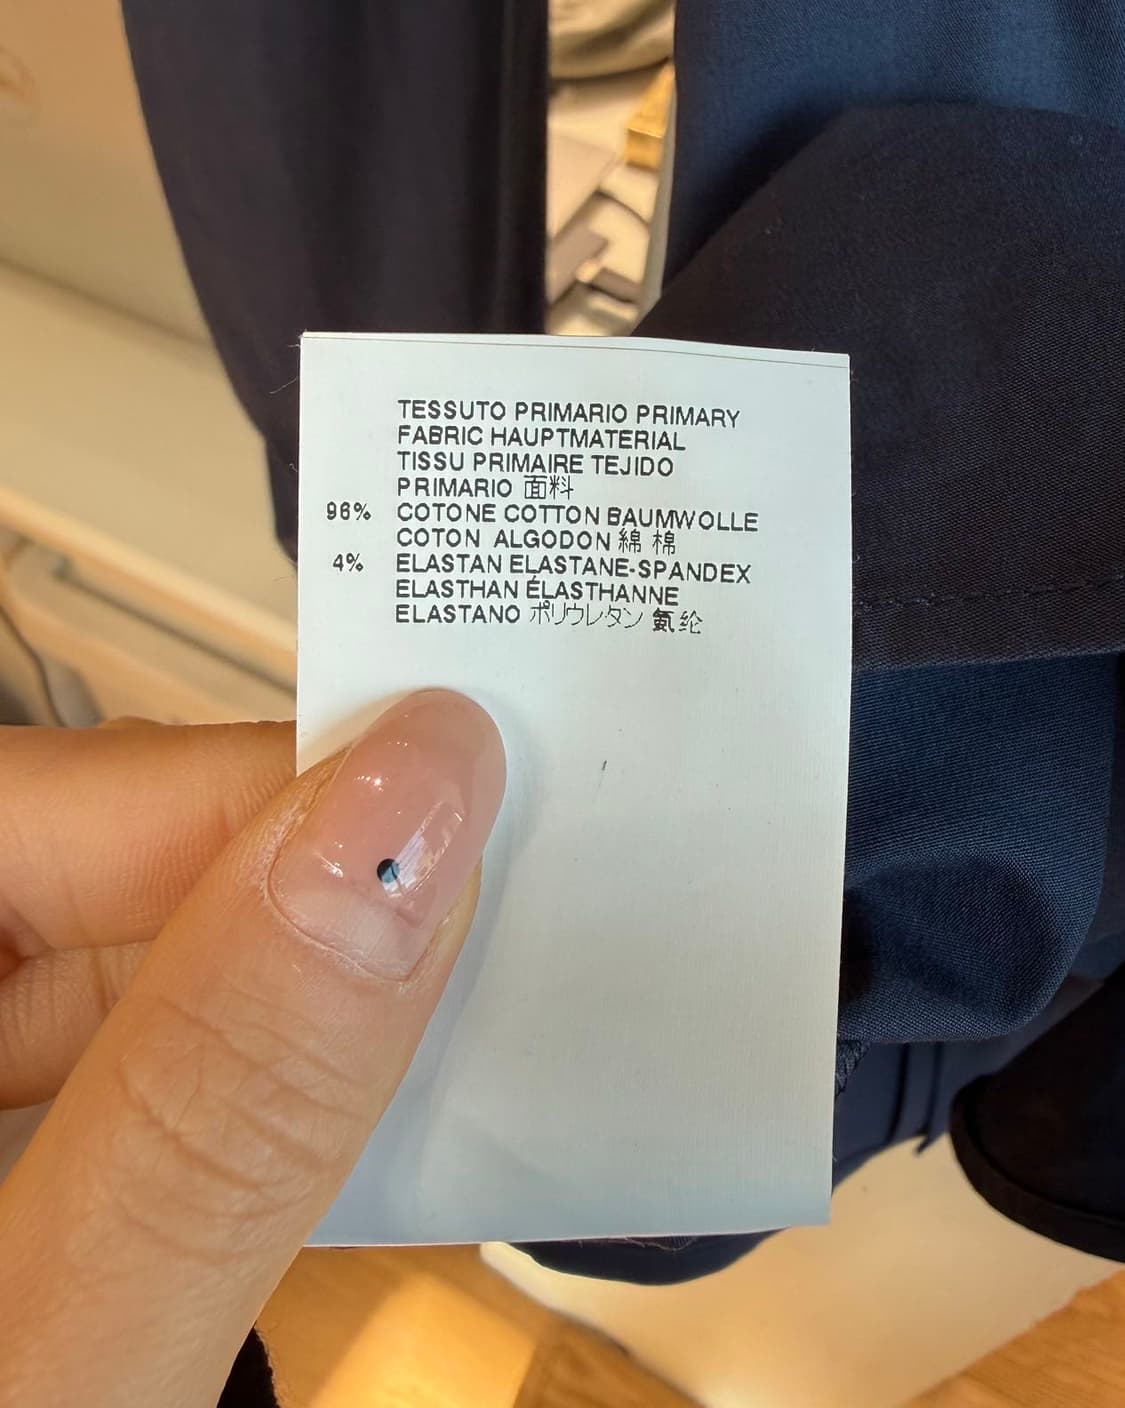 TESSUTO PRIMARIO PRIMARY
FABRIC HAUPTMATERIAL
TISSU PRIMAIRE TEJIDO
PRIMARIO 面料
96% COTONE COTTON BAUMWOLLE
COTON ALGODON 綿 棉
4% ELASTAN ELASTANE-SPANDEX
ELASTHAN ÉLASTHANNE
ELASTANO ポリウレタン 氨纶